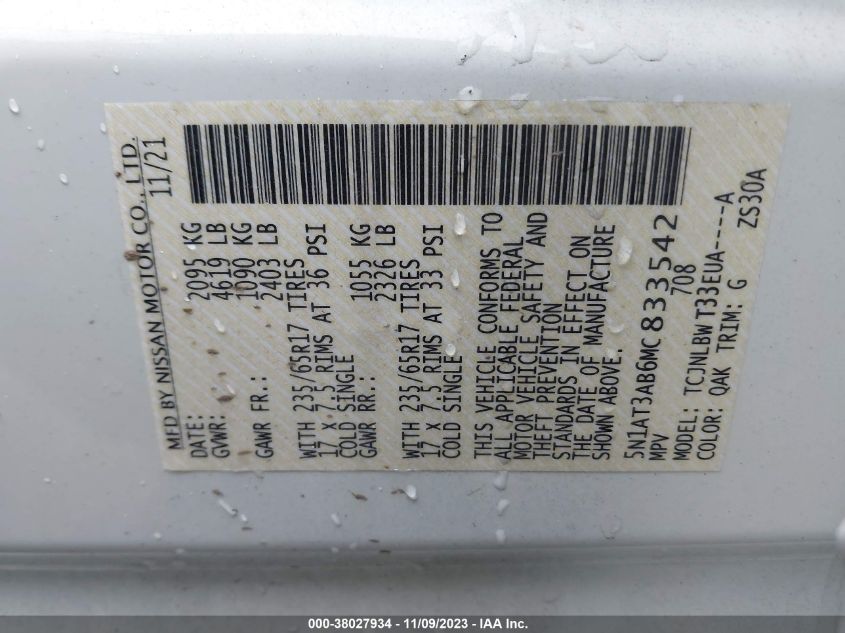 MFD BY NISSAN MOTOR CO., LTD.
DATE: 11/21
GVWR: 2095 KG
4619 LB
GAWR FR.: 1090 KG
2403 LB
WITH 235/65R17 TIRES
17 X 7.5 RIMS AT 36 PSI
COLD SINGLE
GAWR RR.: 1055 KG
2326 LB
WITH 235/65R17 TIRES
17 X 7.5 RIMS AT 33 PSI
COLD SINGLE
THIS VEHICLE CONFORMS TO
ALL APPLICABLE FEDERAL
MOTOR VEHICLE SAFETY AND
THEFT PREVENTION
STANDARDS IN EFFECT ON
THE DATE OF MANUFACTURE
SHOWN ABOVE.
5N1AT3AB6MC833542
MPV 708
MODEL: TCJNLBW T33EUA----A
COLOR: QAK TRIM: G ZS30A
000-38027934 - 11/09/2023 - IAA Inc.